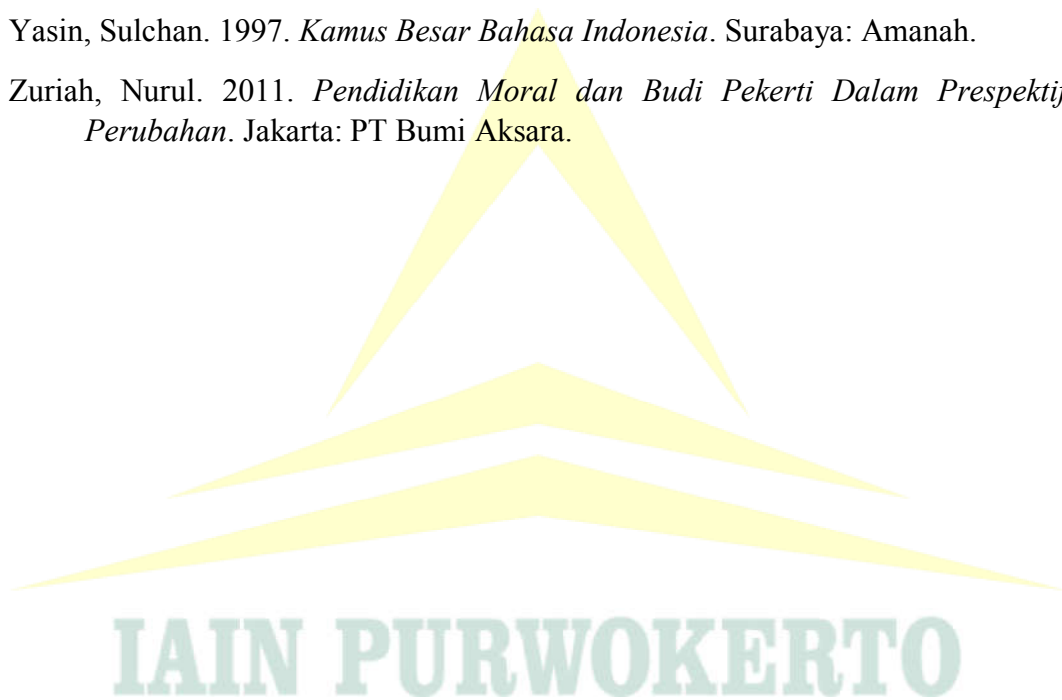 Yasin, Sulchan. 1997. Kamus Besar Bahasa Indonesia. Surabaya: Amanah.
Zuriah, Nurul. 2011. Pendidikan Moral dan Budi Pekerti Dalam Prespektif
Perubahan. Jakarta: PT Bumi Aksara.
IAIN PURWOKERTO